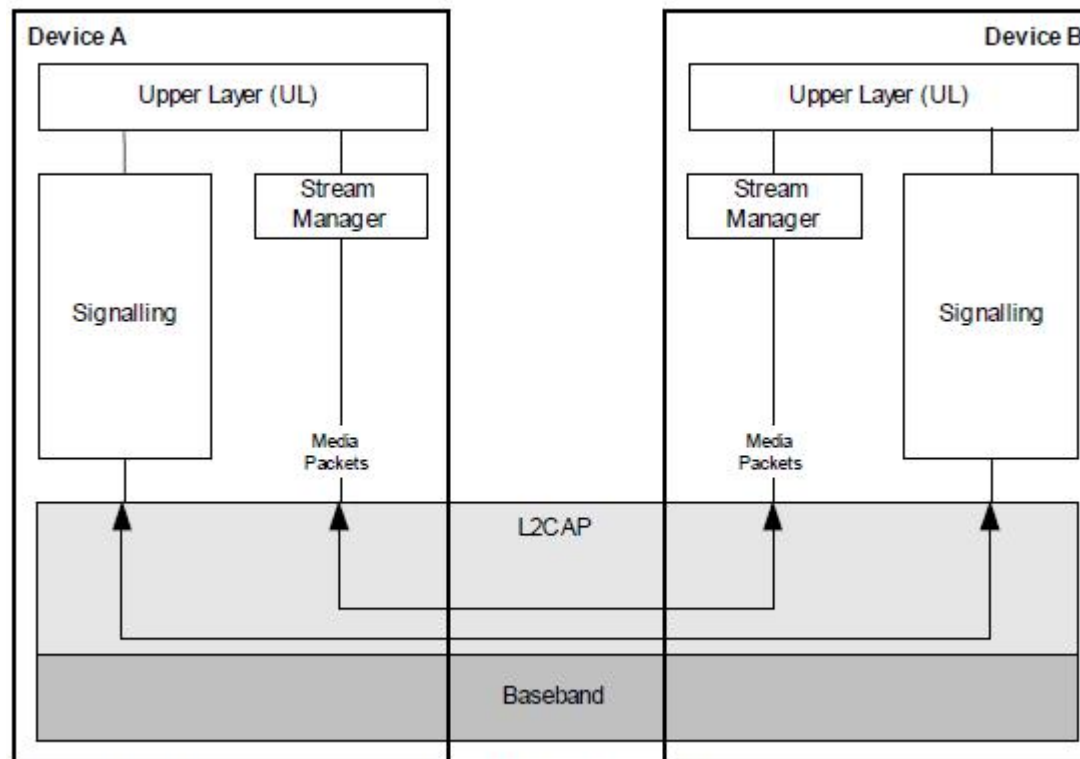 Device A
Device B
Upper Layer (UL)
Upper Layer (UL)
Stream
Manager
Stream
Manager
Signalling
Signalling
Media
Packets
Media
Packets
L2CAP
Baseband